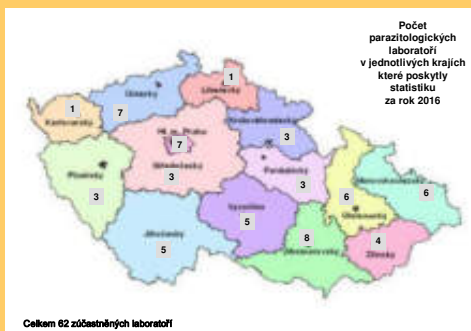 Počet
parazitologických
laboratoří
v jednotlivých krajích
které poskytly
statistiku
za rok 2016
1
Liberecký
Ústecký
7
1
Karlovarský
Královéhradecký
3
Hl. m. Praha
7
Středočeský
3
Plzeňský
3
Pardubický
3
Moravskoslezský
6
6
Olomoucký
Vysočina
5
Jihočeský
5
8
Jihomoravský
4
Zlínský
Celkem 62 zúčastněných laboratoří